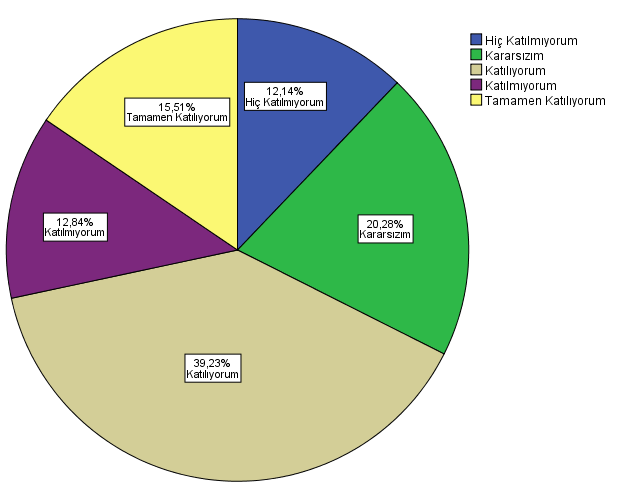 Hiç Katılmıyorum
Kararsızım
Katılıyorum
Katılmıyorum
Tamamen Katılıyorum
12,14%
Hiç Katılmıyorum
15,51%
Tamamen Katılıyorum
20,28%
Kararsızım
12,84%
Katılmıyorum
39,23%
Katılıyorum